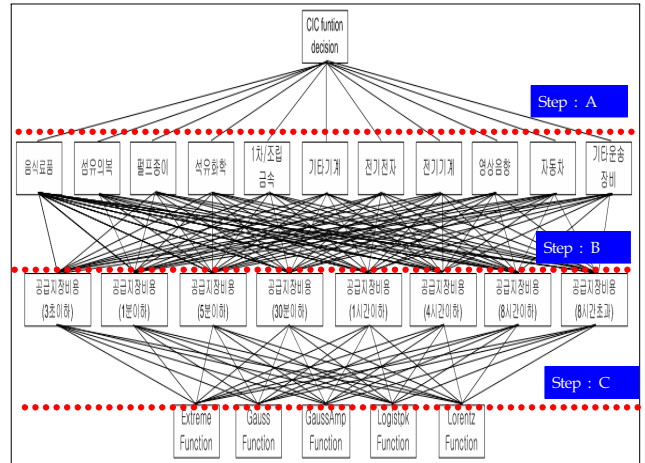 CIC funtion
decision
Step : A
음식료품
섬유의복
펄프종이
석유화확
1차/조립
금속
기타기계
전기전자
전기기계
영상음향
자동차
기타운송
장비
Step : B
공급지장비용
(3초이하)
공급지장비용
(1분이하)
공급지장비용
(5분이하)
공급지장비용
(30분이하)
공급지장비용
(1시간이하)
공급지장비용
(4시간이하)
공급지장비용
(8시간이하)
공급지장비용
(8시간초과)
Step : C
Extreme
Function
Gauss
Function
GaussAmp
Function
Logistpk
Function
Lorentz
Function